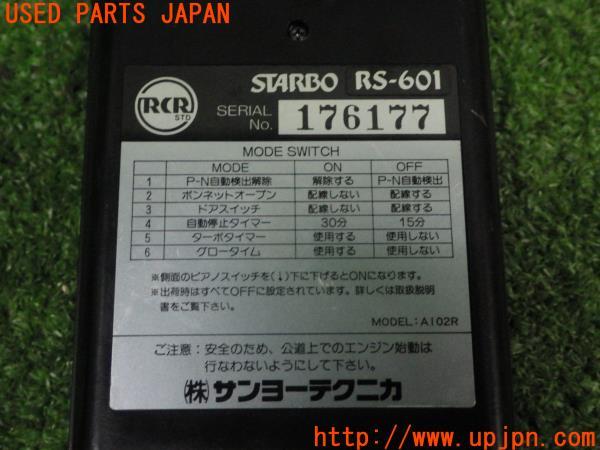 USED PARTS JAPAN
RCR
STD
STARBO RS-601
SERIAL No. 176177
MODE SWITCH
MODE ON OFF
1 P-N自動検出解除 解除する P-N自動検出
2 ボンネットオープン 配線しない 配線する
3 ドアスイッチ 配線しない 配線する
4 自動停止タイマー 30分 15分
5 ターボタイマー 使用する 使用しない
6 グロータイム 使用する 使用しない
※側面のピアノスイッチを(↓)下に下げるとONになります。
※出荷時はすべてOFFに設定されています。詳しくは取扱説明
書をご覧下さい。
MODEL:A102R
ご注意：安全のため、公道上でのエンジン始動は
行なわないようにして下さい。
㈱サンヨーテクニカ
http://www.upjpn.com/